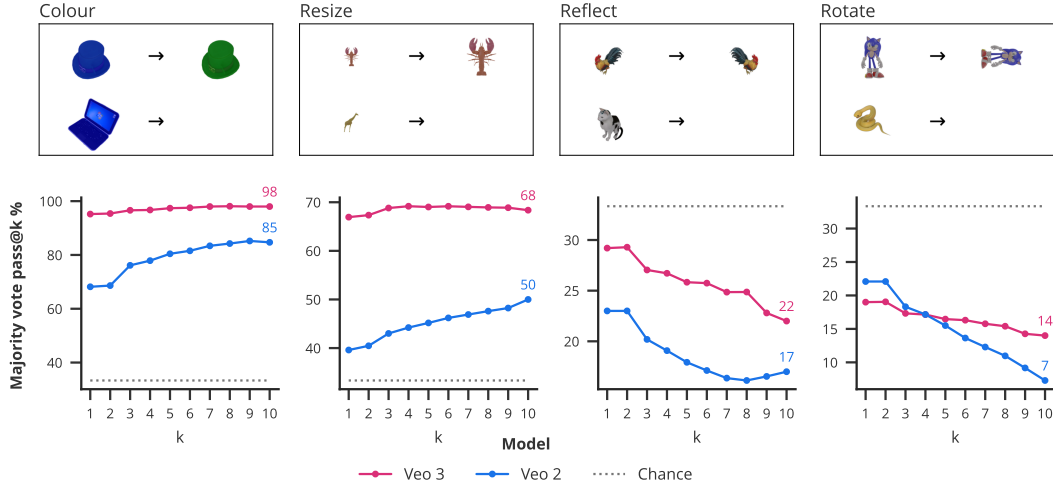 Colour Resize Reflect Rotate
→ → → →
→ → → →
Majority vote pass@k %
100
80
60
40
98
85
1 2 3 4 5 6 7 8 9 10
k
70
60
50
40
68
50
1 2 3 4 5 6 7 8 9 10
k
30
25
20
22
17
1 2 3 4 5 6 7 8 9 10
k
30
25
20
15
10
14
7
1 2 3 4 5 6 7 8 9 10
k
Model
Veo 3 Veo 2 Chance